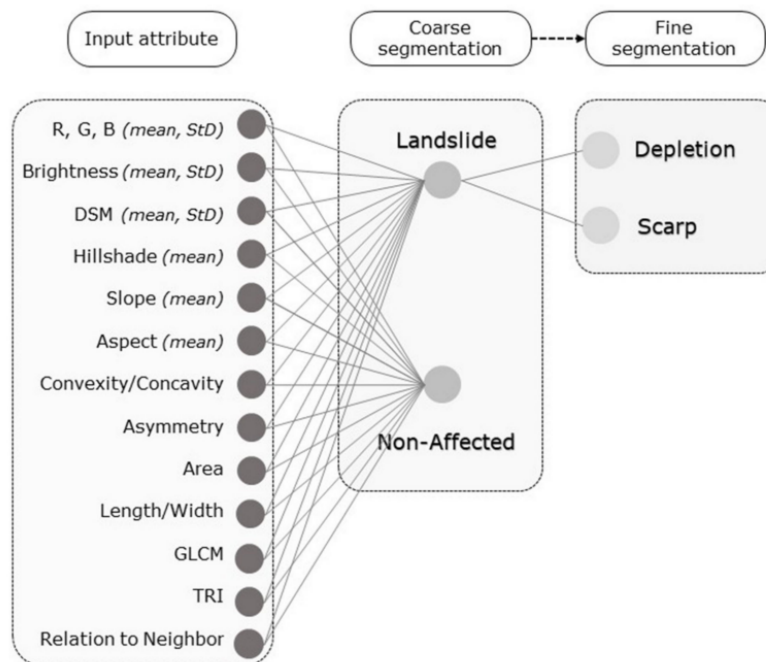 Input attribute
Coarse
segmentation
Fine
segmentation
R, G, B (mean, StD)
Brightness (mean, StD)
DSM (mean, StD)
Hillshade (mean)
Slope (mean)
Aspect (mean)
Convexity/Concavity
Asymmetry
Area
Length/Width
GLCM
TRI
Relation to Neighbor
Landslide
Non-Affected
Depletion
Scarp